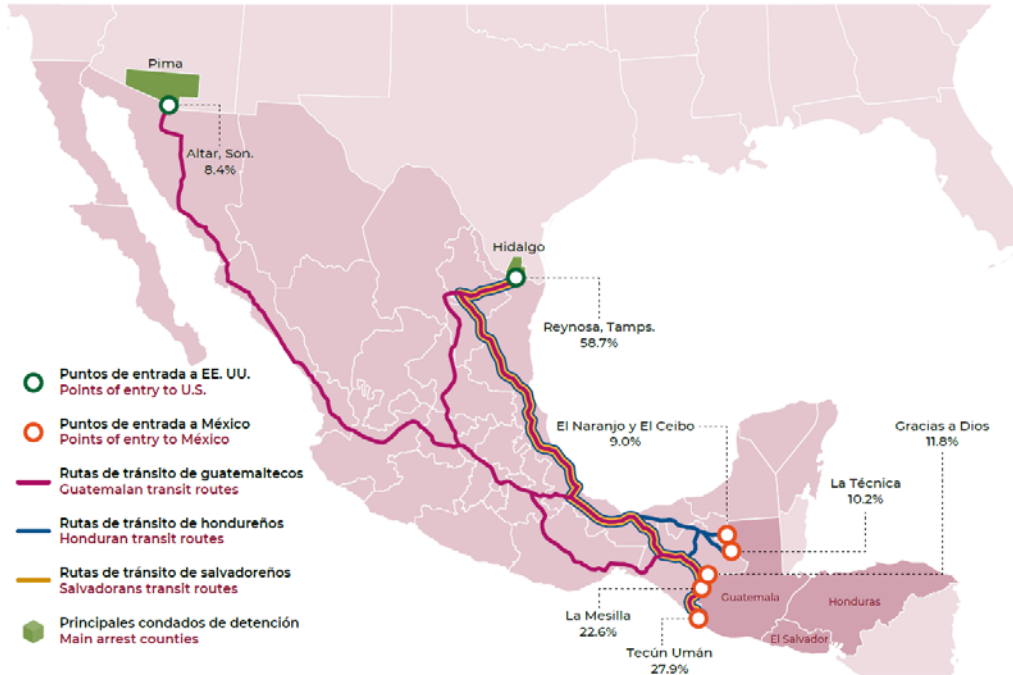 Pima
Altar, Son.
8.4%
Hidalgo
Reynosa, Tamps.
58.7%
Puntos de entrada a EE. UU.
Points of entry to U.S.
Puntos de entrada a México
Points of entry to México
Rutas de tránsito de guatemaltecos
Guatemalan transit routes
Rutas de tránsito de hondureños
Honduran transit routes
Rutas de tránsito de salvadoreños
Salvadorans transit routes
Principales condados de detención
Main arrest counties
El Naranjo y El Ceibo
9.0%
Gracias a Dios
11.8%
La Técnica
10.2%
La Mesilla
22.6%
Tecún Umán
27.9%
Guatemala
Honduras
El Salvador